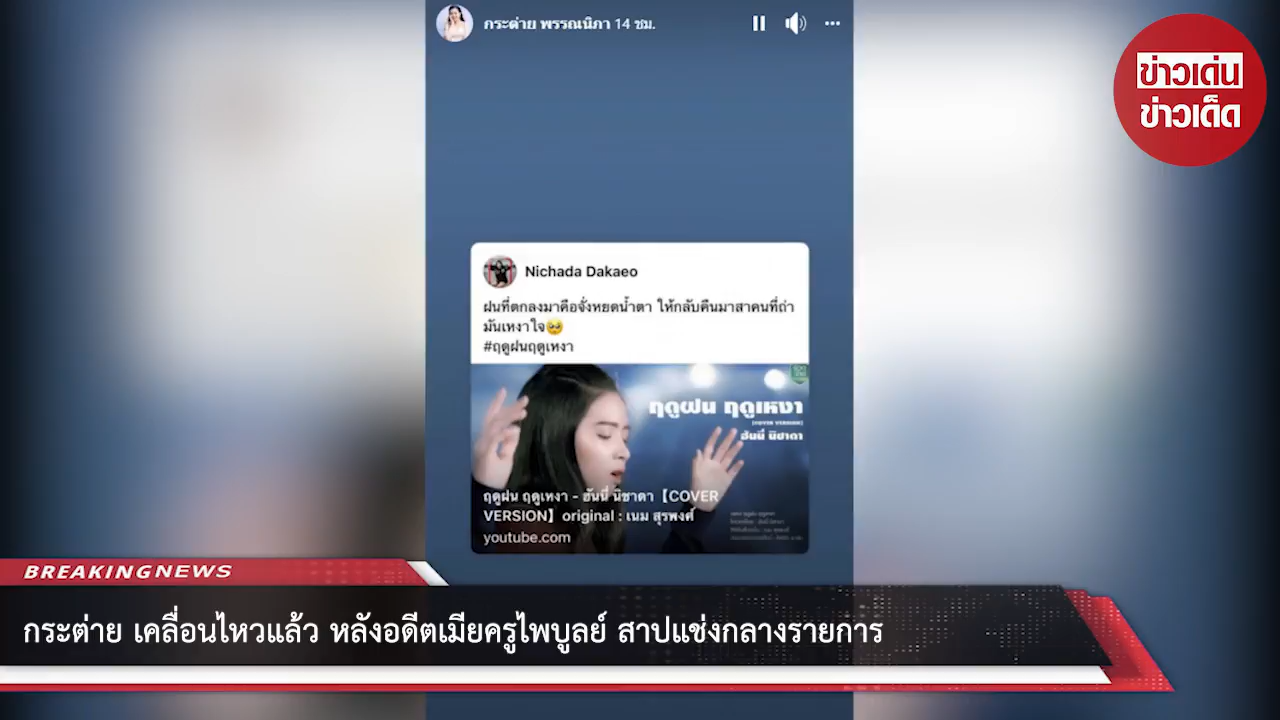 กระต่าย พรรณนิภา 14 ชม.
ข่าวเด่น
ข่าวเด็ด
Nichada Dakaeo
ฝนที่ตกลงมาคือจั่งหยดน้ำตา ให้กลับคืนมาสาคนที่ถ่า
มันเหงาใจ🥺
#ฤดูฝนฤดูเหงา
ฤดูฝน ฤดูเหงา
[COVER VERSION]
ฮันนี่ นิชาดา
ฤดูฝน ฤดูเหงา - ฮันนี่ นิชาดา【COVER
VERSION】original : เนม สุรพงศ์
youtube.com
BREAKINGNEWS
กระต่าย เคลื่อนไหวแล้ว หลังอดีตเมียครูไพบูลย์ สาปแช่งกลางรายการ